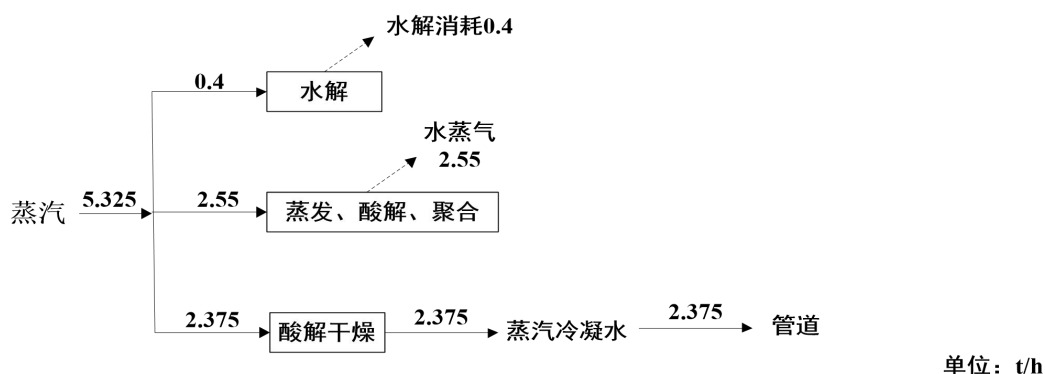 水解消耗0.4
0.4
水解
水蒸气
2.55
蒸汽
5.325
2.55
蒸发、酸解、聚合
2.375
酸解干燥
2.375
蒸汽冷凝水
2.375
管道
单位：t/h